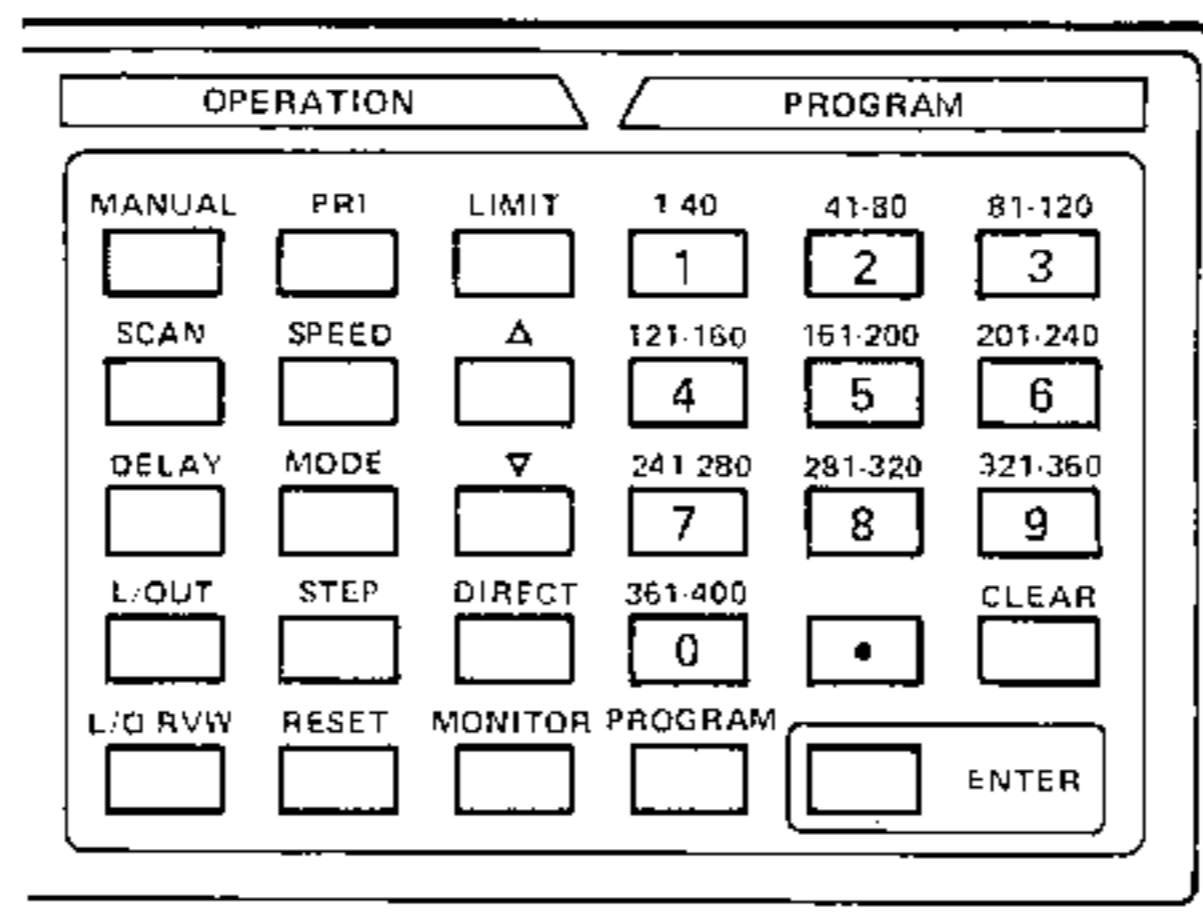 OPERATION PROGRAM
MANUAL PRI LIMIT 1-40 41-80 81-120
1 2 3
SCAN SPEED △ 121-160 161-200 201-240
4 5 6
DELAY MODE ▽ 241-280 281-320 321-360
7 8 9
L/OUT STEP DIRECT 361-400 CLEAR
0 •
L/O RVW RESET MONITOR PROGRAM
ENTER